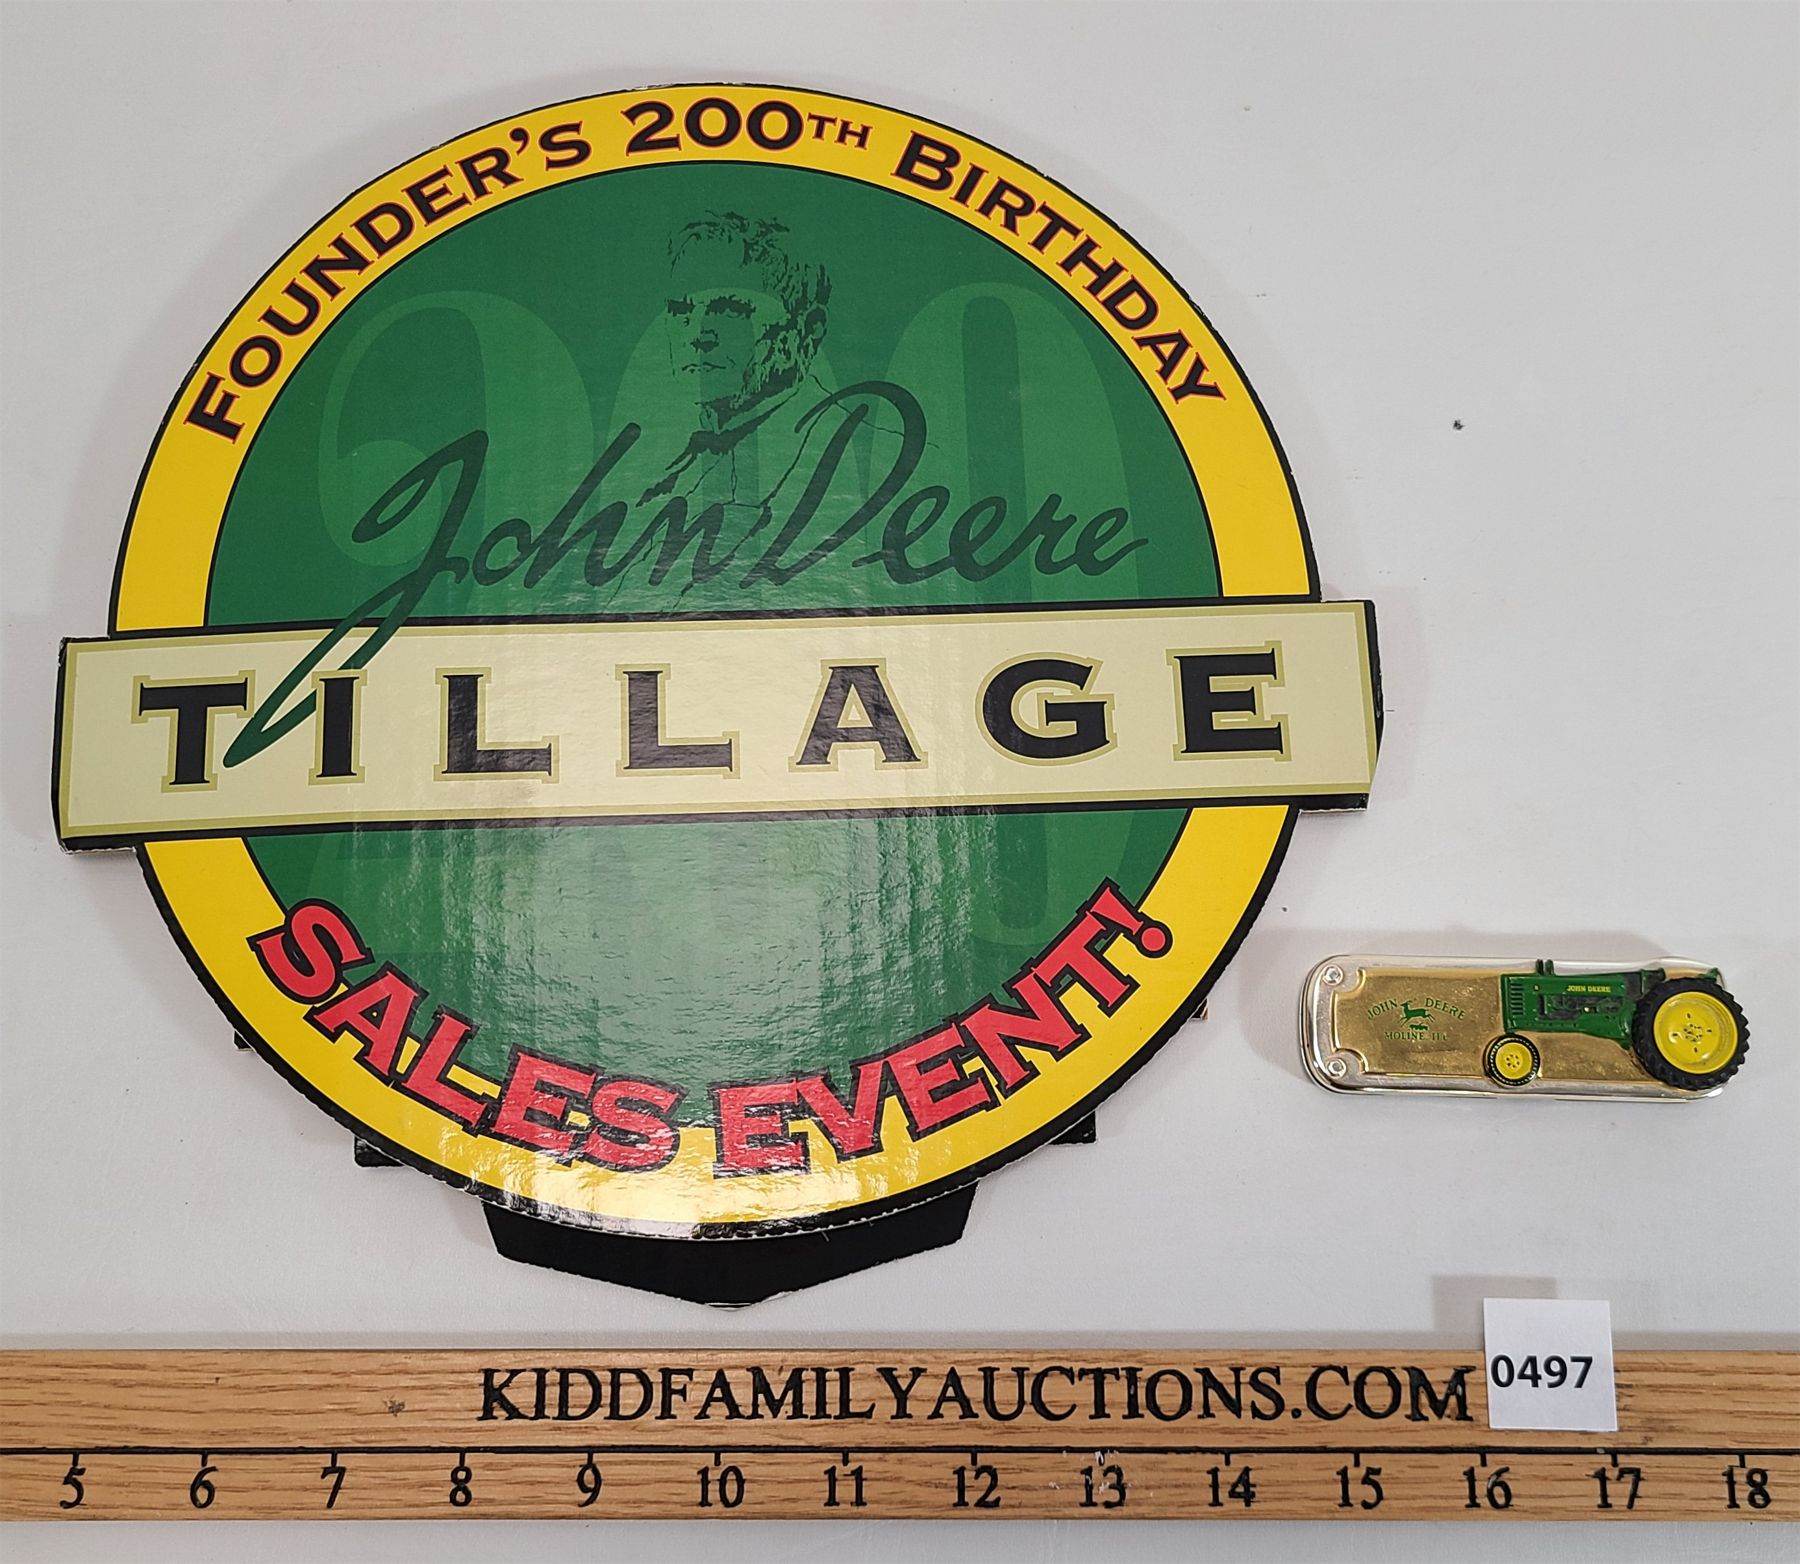 FOUNDER'S 200TH BIRTHDAY
200
John Deere
TILLAGE
SALES EVENT!
JOHN DEERE
MOLINE, ILL
JOHN DEERE
KIDDFAMILYAUCTIONS.COM
0497
5 6 7 8 9 10 11 12 13 14 15 16 17 18